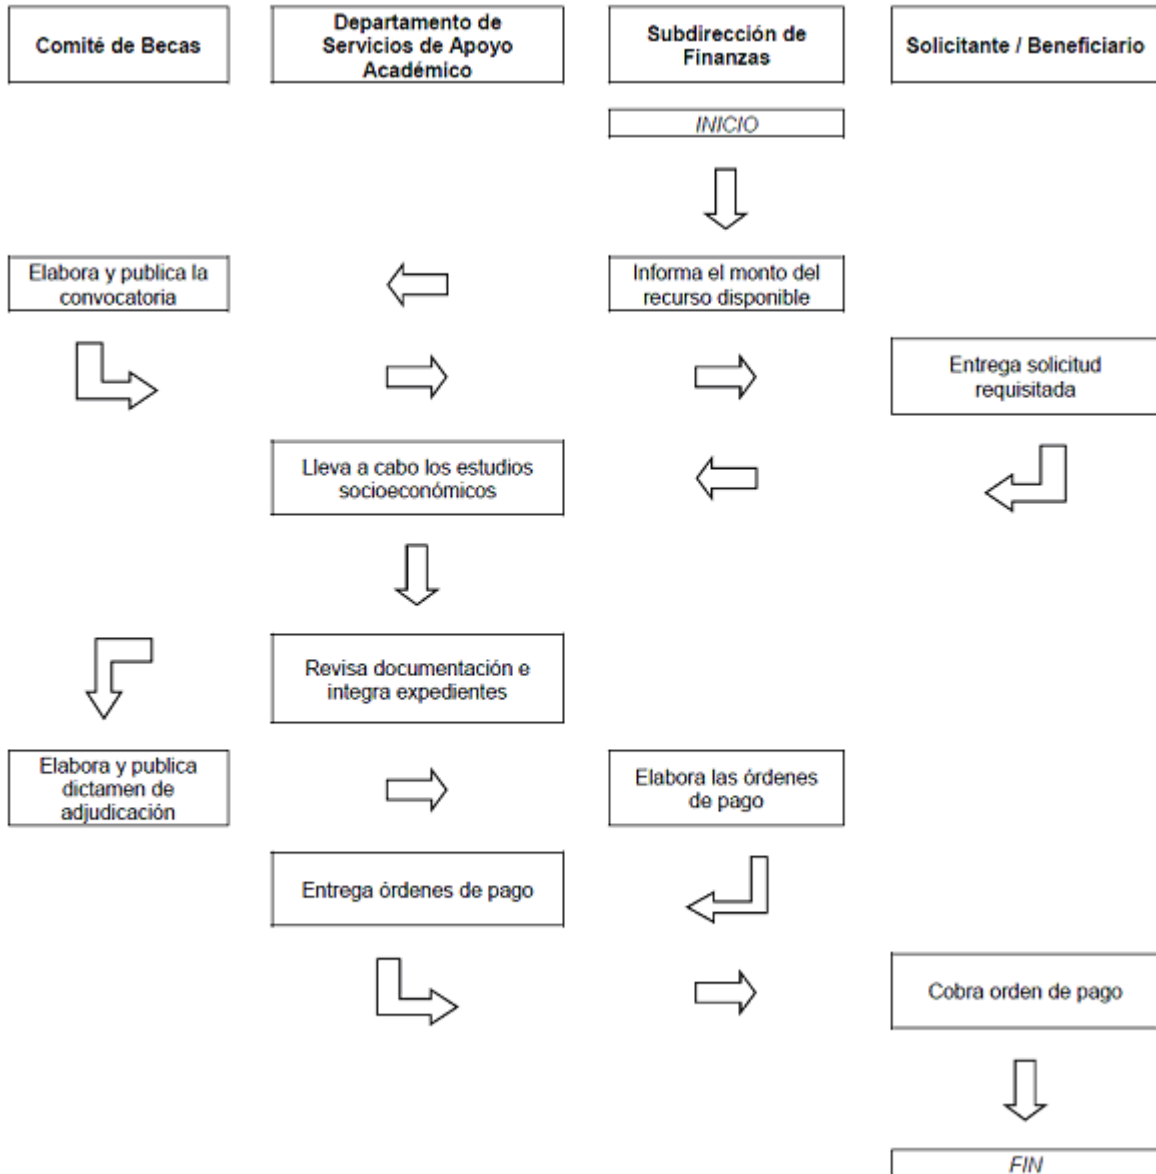 Comité de Becas
Departamento de
Servicios de Apoyo
Académico
Subdirección de
Finanzas
Solicitante / Beneficiario
INICIO
Elabora y publica la
convocatoria
Informa el monto del
recurso disponible
Entrega solicitud
requisitada
Lleva a cabo los estudios
socioeconómicos
Revisa documentación e
integra expedientes
Elabora y publica
dictamen de
adjudicación
Elabora las órdenes
de pago
Entrega órdenes de pago
Cobra orden de pago
FIN